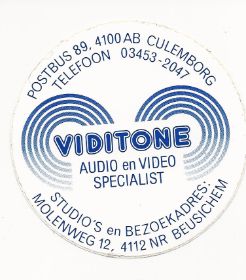 POSTBUS 89, 4100 AB CULEMBORG
TELEFOON 03453-2047
VIDITONE
AUDIO en VIDEO
SPECIALIST
STUDIO'S en BEZOEKADRES:
MOLENWEG 12, 4112 NR BEUSICHEM